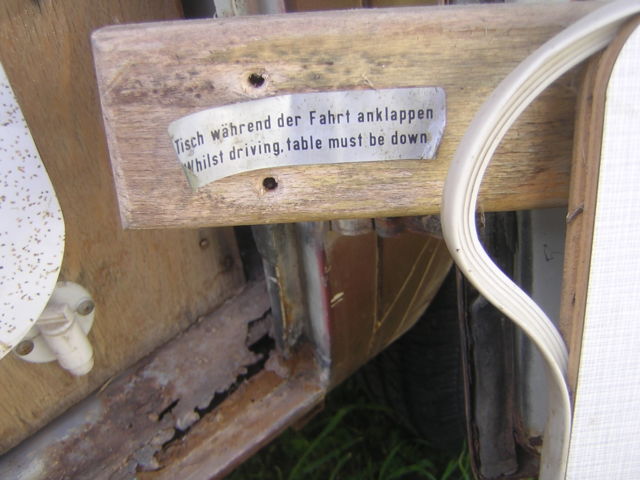 Tisch während der Fahrt anklappen
Whilst driving, table must be down